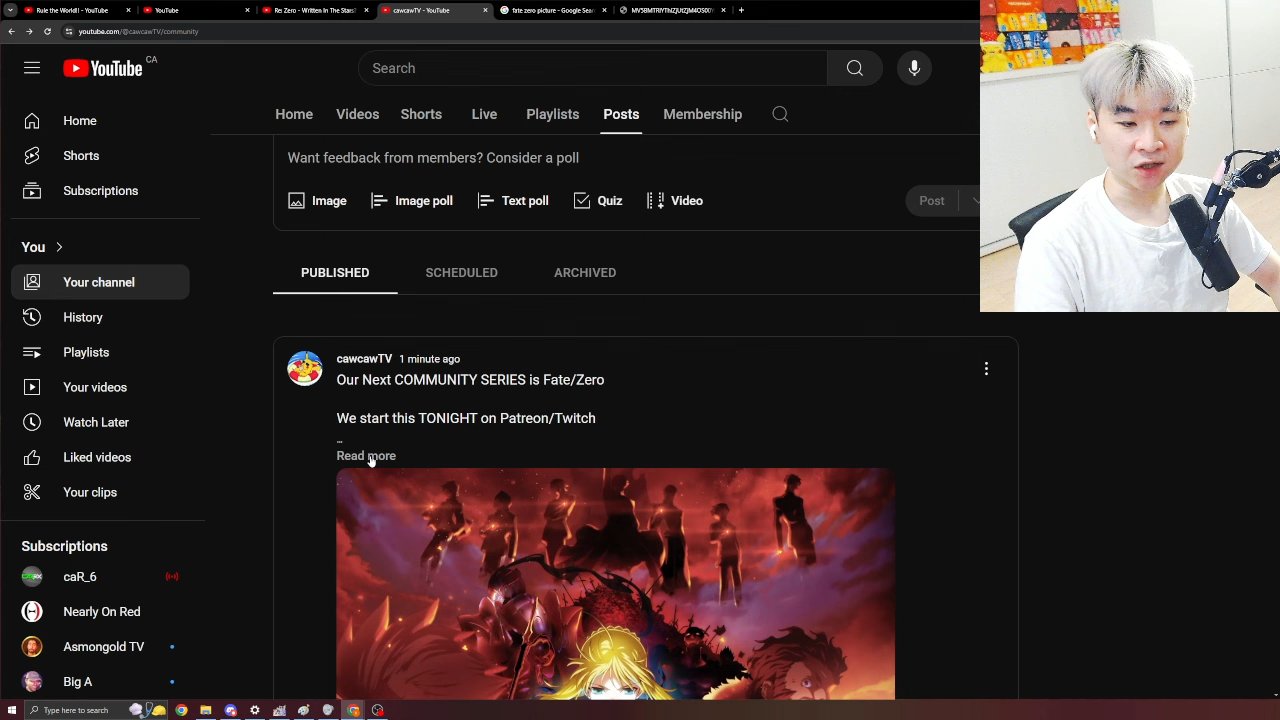 Rule the World!! - YouTube
YouTube
Re: Zero - Written In The Stars
cawcawTV - YouTube
fate zero picture - Google Sear
youtube.com/@cawcawTV/community
YouTube CA
Search
Home
Videos
Shorts
Live
Playlists
Posts
Membership
Home
Shorts
Subscriptions
You
Your channel
History
Playlists
Your videos
Watch Later
Liked videos
Your clips
Subscriptions
caR_6
Nearly On Red
Asmongold TV
Big A
Want feedback from members? Consider a poll
Image
Image poll
Text poll
Quiz
Video
Post
PUBLISHED
SCHEDULED
ARCHIVED
cawcawTV 1 minute ago
Our Next COMMUNITY SERIES is Fate/Zero
We start this TONIGHT on Patreon/Twitch
...
Read more
Type here to search